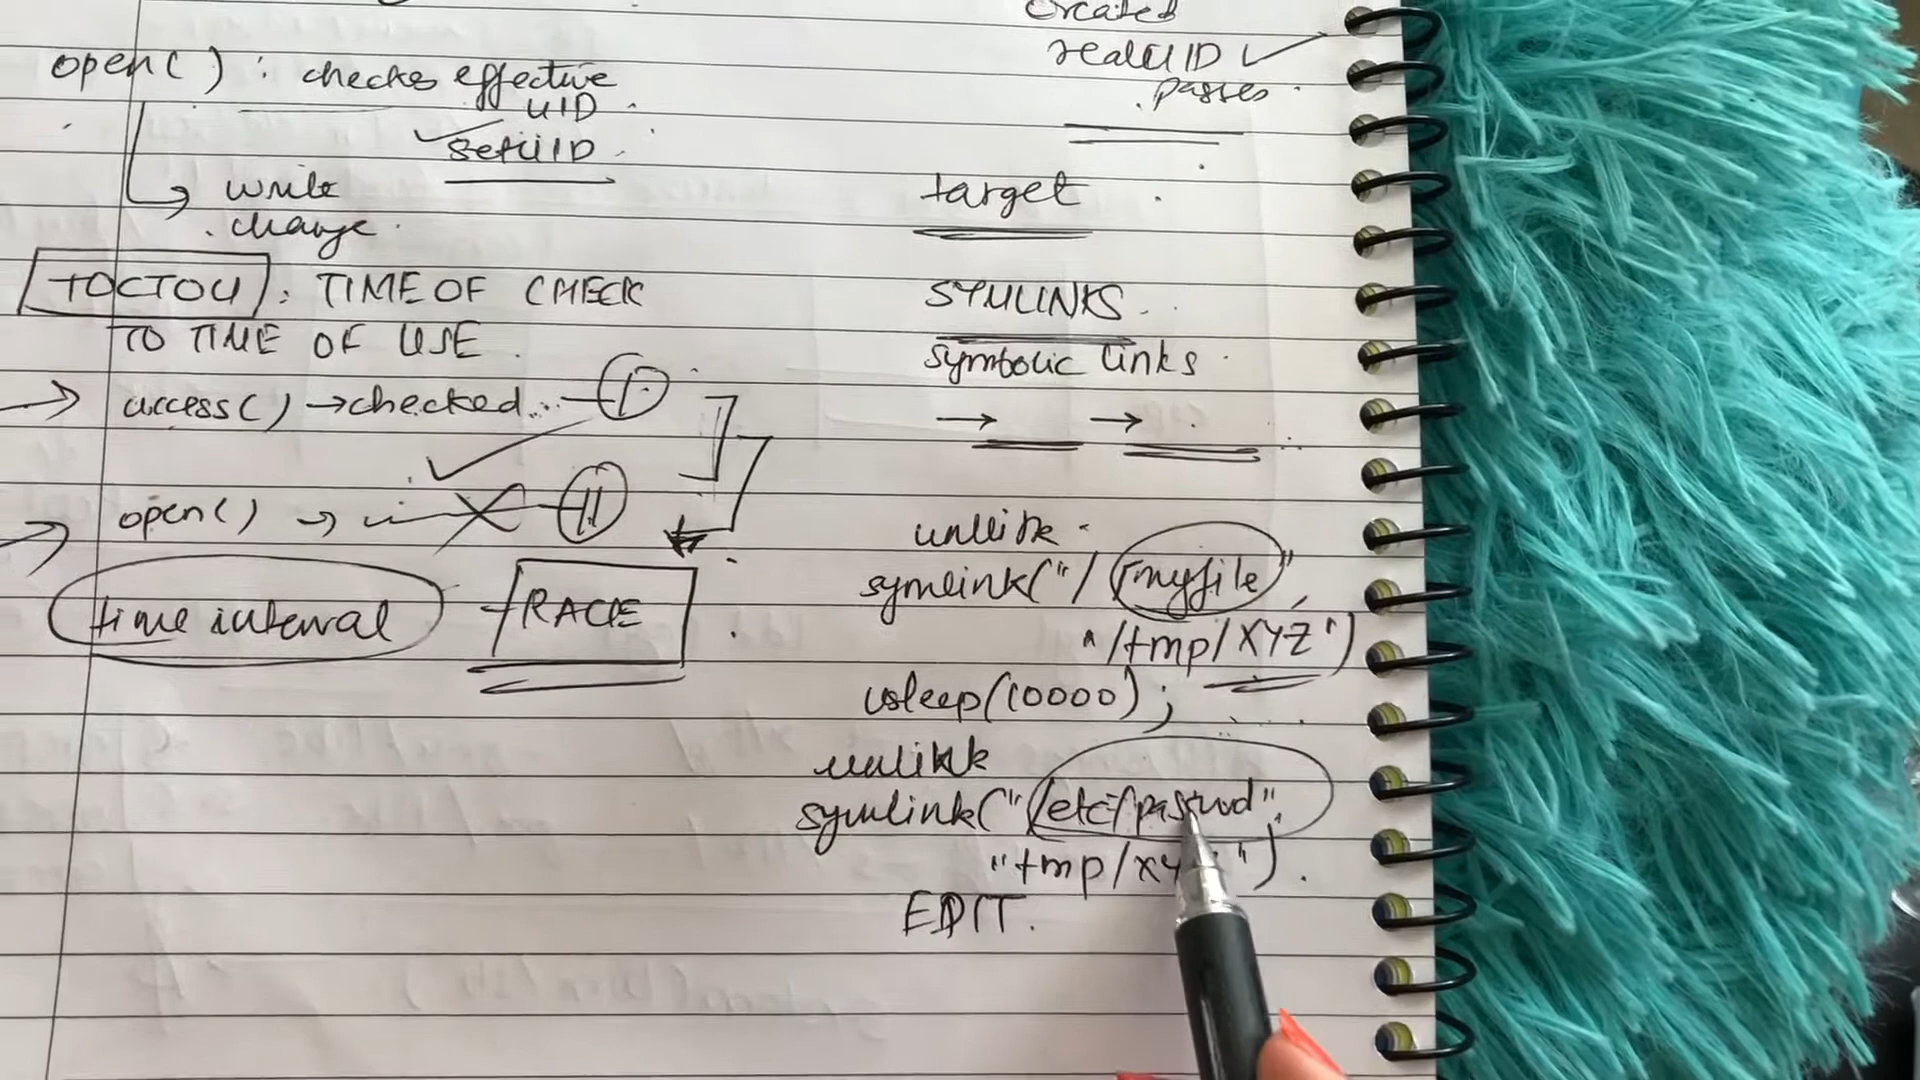 open( ) : checks effective
UID
setUID
write
change
TOCTOU : TIME OF CHECK
TO TIME OF USE
access( ) → checked.. I
open( ) → II
time interval RACE
created
realUID
passes
target
SYMLINKS
symbolic links
→ →
unlink
symlink("/myfile",
"/tmp/XYZ")
usleep(10000);
unlink
symlink("/etc/passwd",
"tmp/XY ")
EDIT.